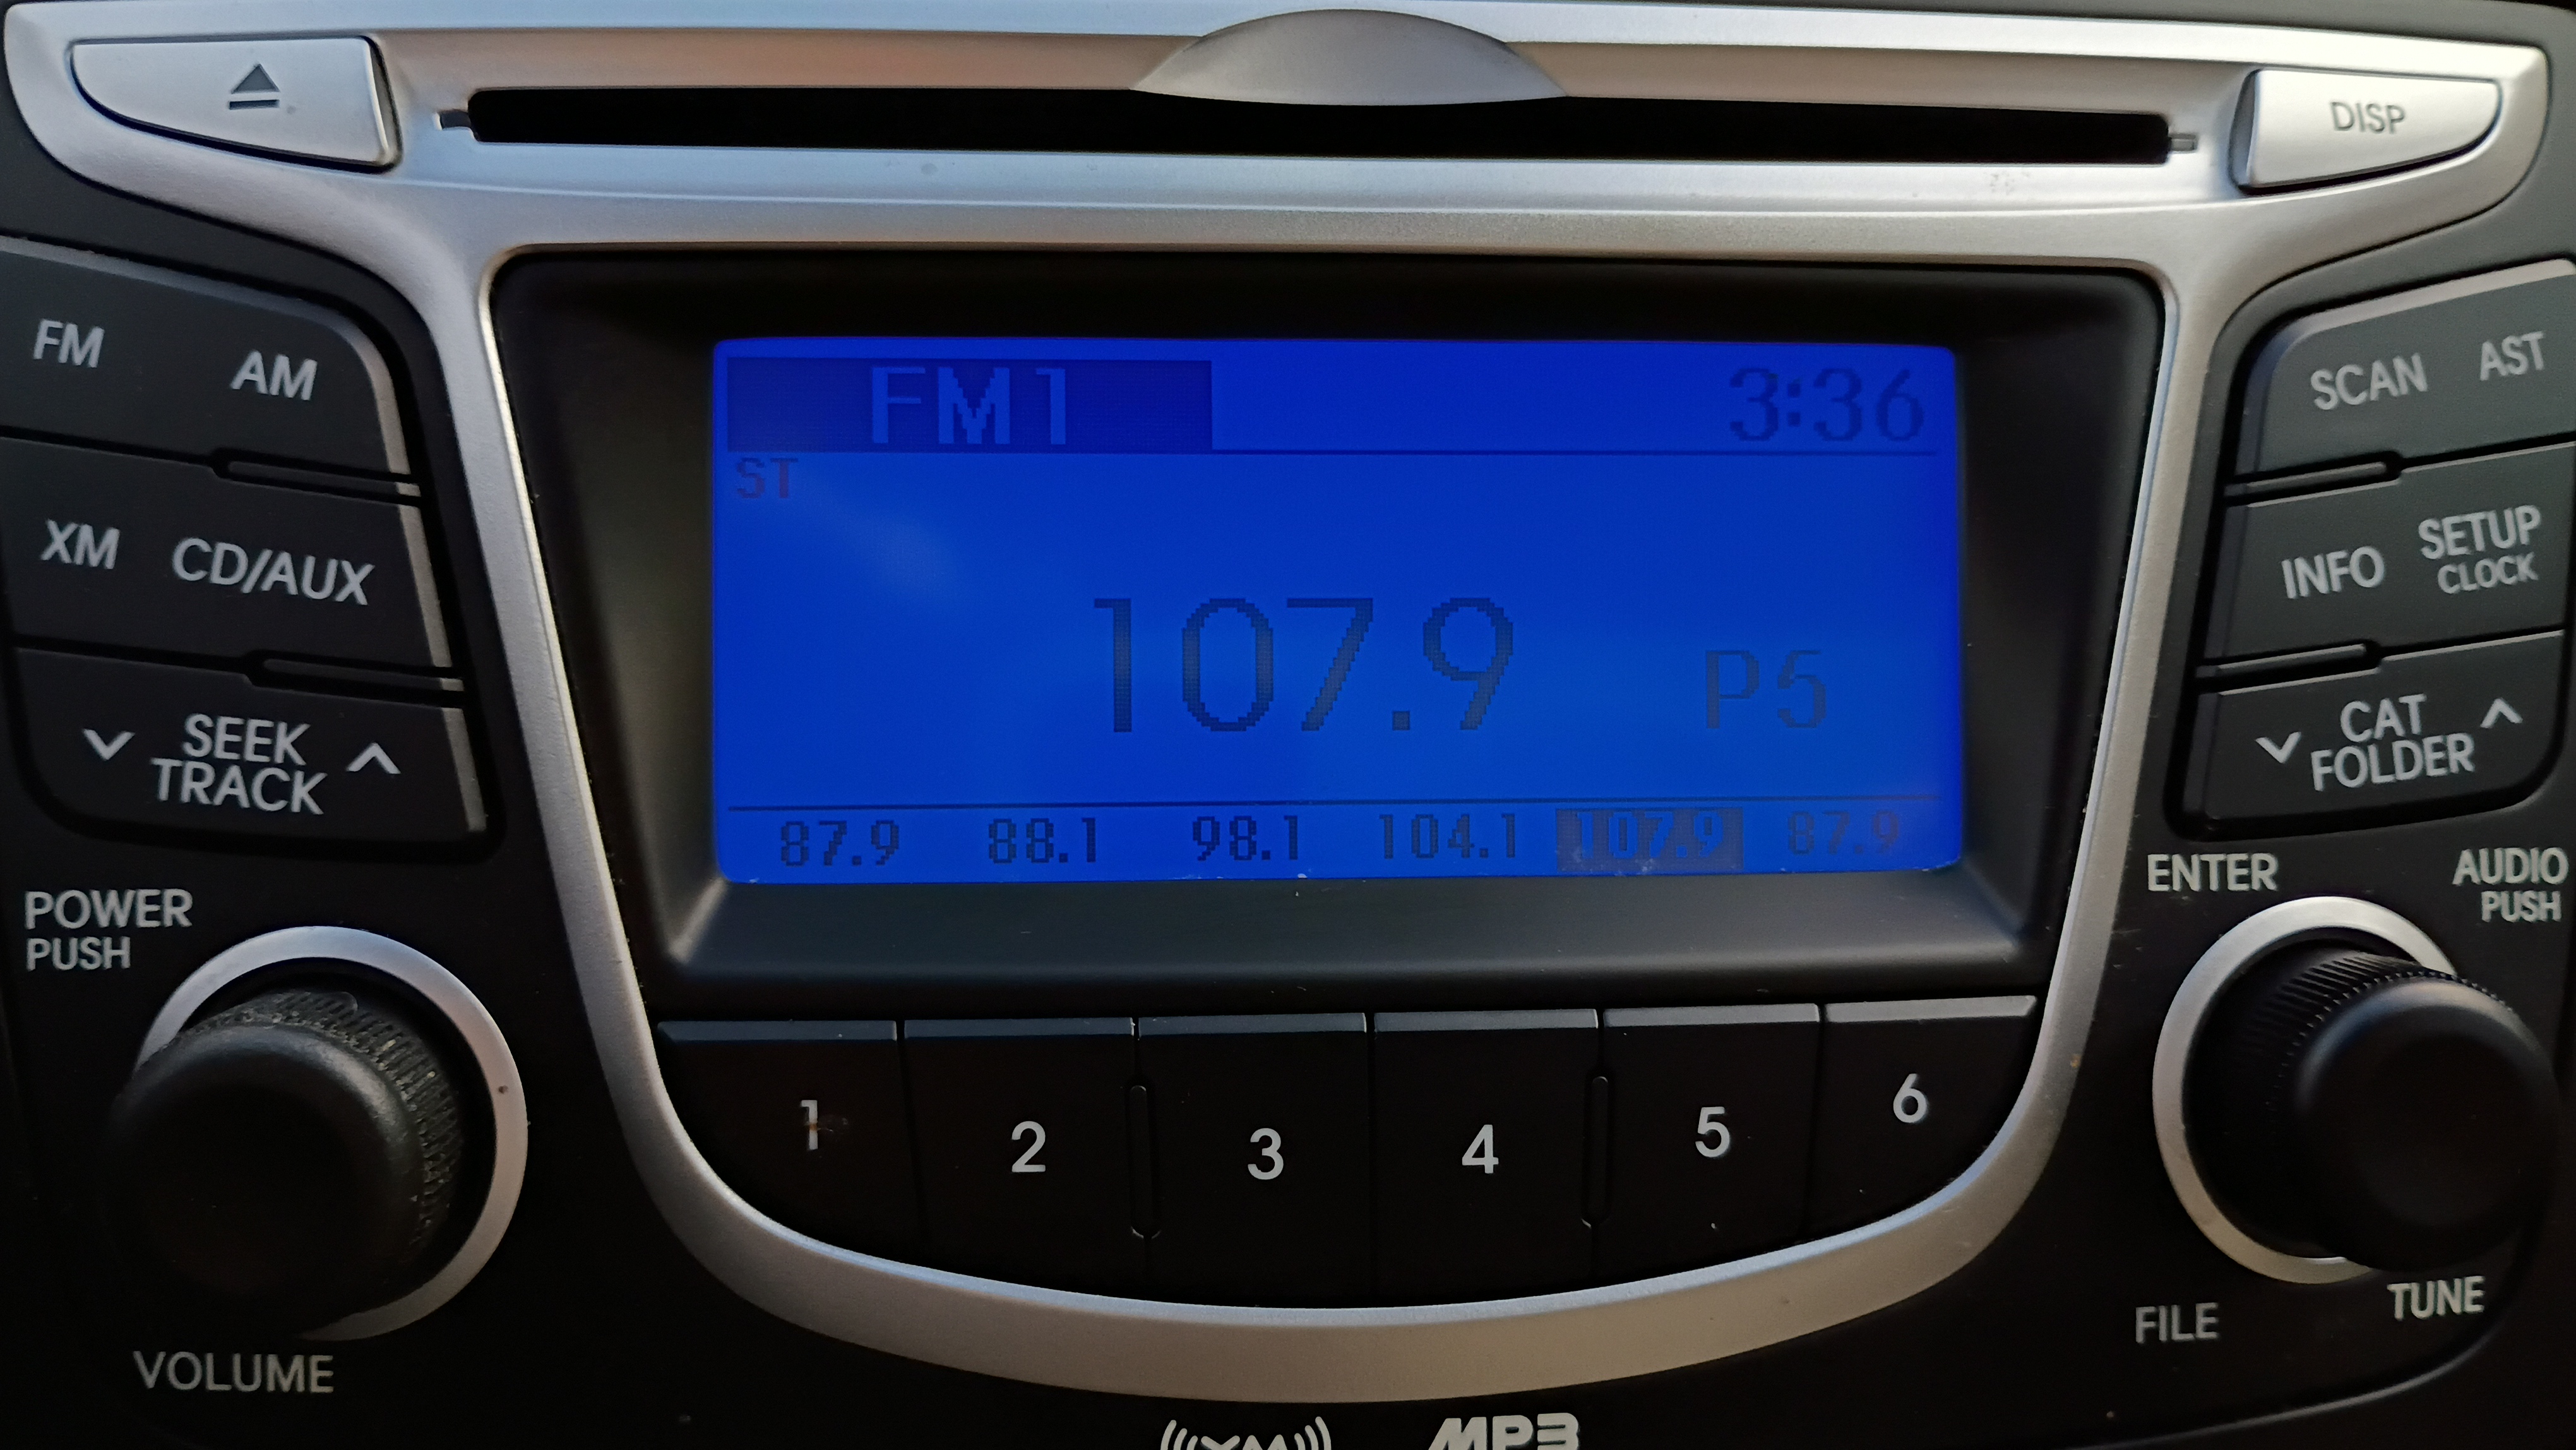 DISP
FM AM
FM1 3:36
SCAN AST
ST
XM CD/AUX
INFO SETUP
CLOCK
107.9 P5
SEEK
TRACK
CAT
FOLDER
87.9 88.1 98.1 104.1 107.9 87.9
POWER
PUSH
ENTER AUDIO
PUSH
1 2 3 4 5 6
VOLUME
FILE TUNE
XM MP3